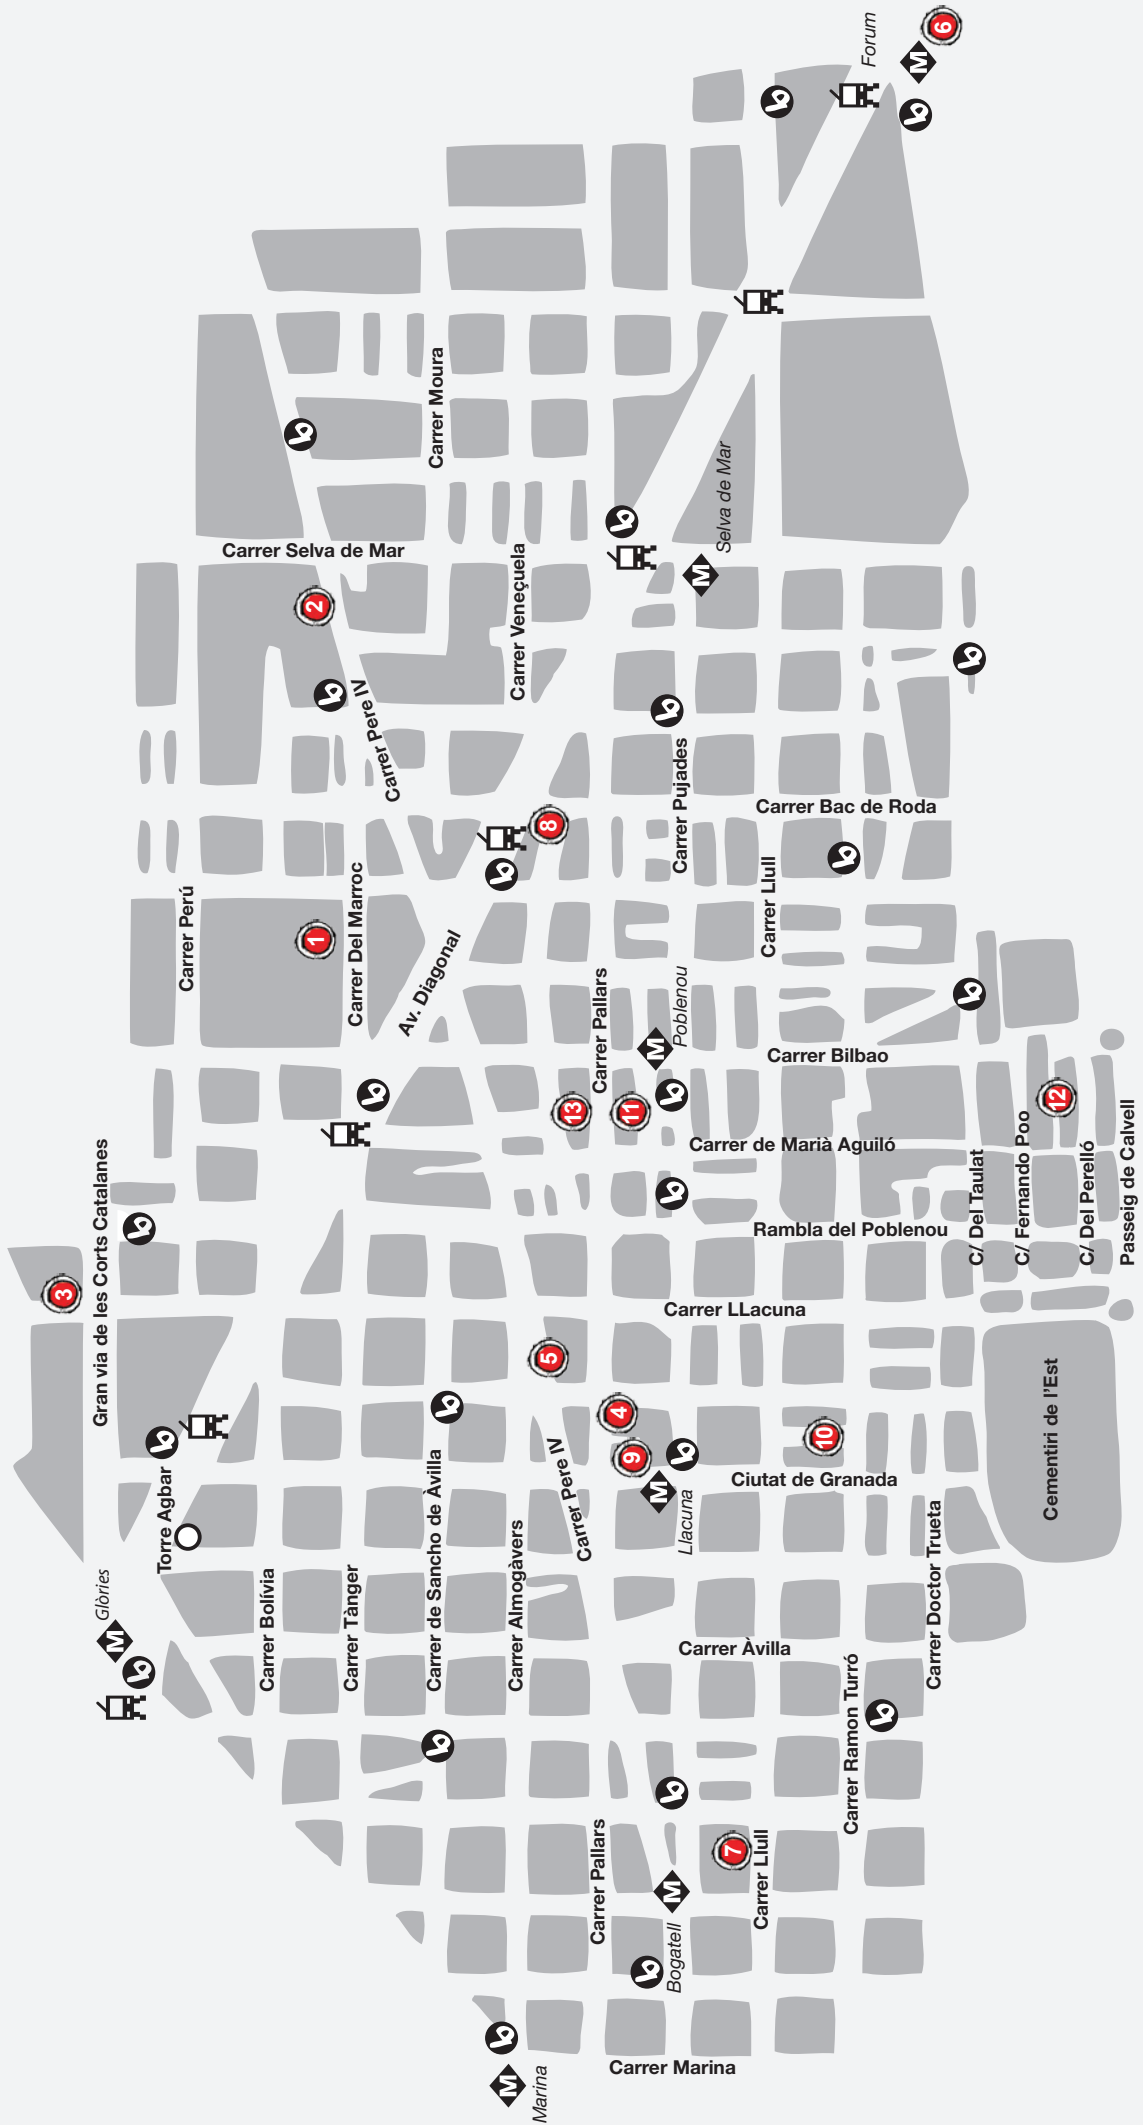 Forum
M
6
Carrer Moura
Carrer Selva de Mar
2
Selva de Mar
M
Carrer Veneçuela
Carrer Pere IV
Carrer Pujades
Carrer Bac de Roda
8
Carrer Llull
Carrer Perú
1
Carrer Del Marroc
Av. Diagonal
Carrer Pallars
Poblenou
M
Carrer Bilbao
13
11
12
Carrer de Marià Aguiló
Gran via de les Corts Catalanes
3
Rambla del Poblenou
C/ Del Taulat
C/ Fernando Poo
C/ Del Perelló
Passeig de Calvell
Carrer LLacuna
5
4
9
10
Cementiri de l'Est
Torre Agbar
Carrer Pere IV
M
Llacuna
Ciutat de Granada
Glòries
M
Carrer Bolívia
Carrer Tànger
Carrer de Sancho de Àvilla
Carrer Almogàvers
Carrer Doctor Trueta
Carrer Àvilla
Carrer Ramon Turró
Carrer Pallars
7
Carrer Llull
M
Bogatell
M
Marina
Carrer Marina